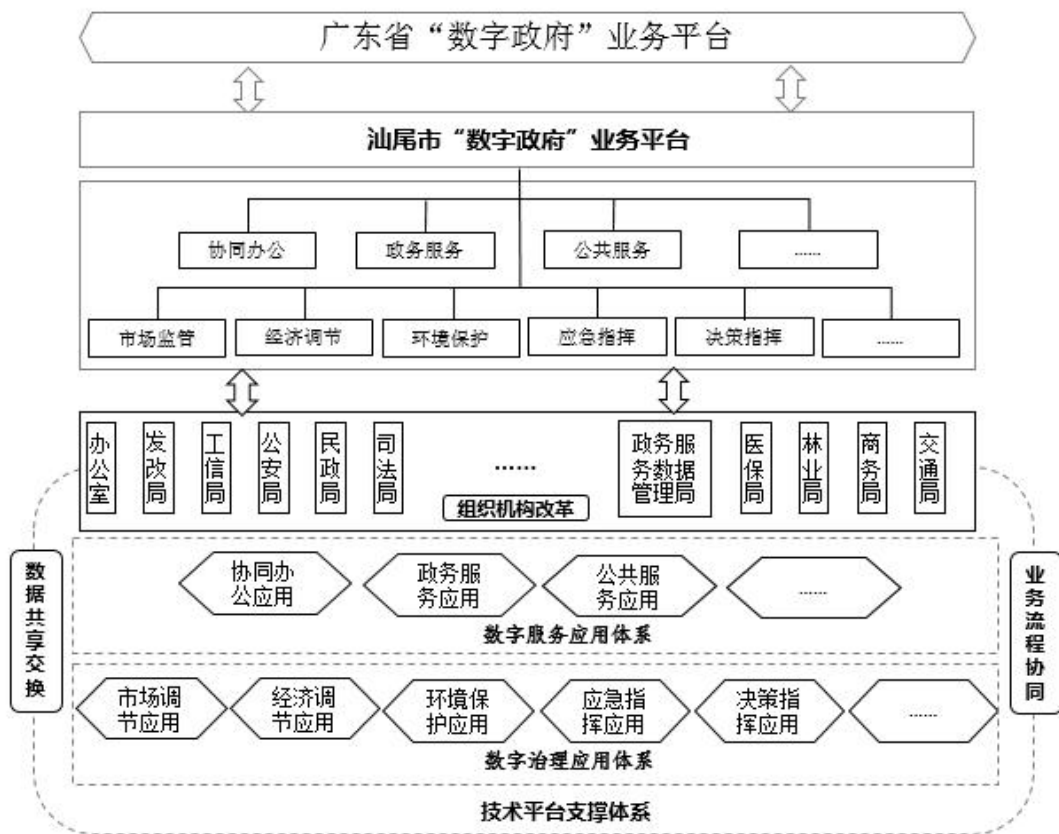 广东省“数字政府”业务平台
汕尾市“数字政府”业务平台
协同办公
政务服务
公共服务
……
市场监管
经济调节
环境保护
应急指挥
决策指挥
……
办公室
发改局
工信局
公安局
民政局
司法局
……
政务服
务数据
管理局
医保局
林业局
商务局
交通局
组织机构改革
数据共享交换
业务流程协同
协同办
公应用
政务服
务应用
公共服
务应用
……
数字服务应用体系
市场调
节应用
经济调
节应用
环境保
护应用
应急指
挥应用
决策指
挥应用
……
数字治理应用体系
技术平台支撑体系